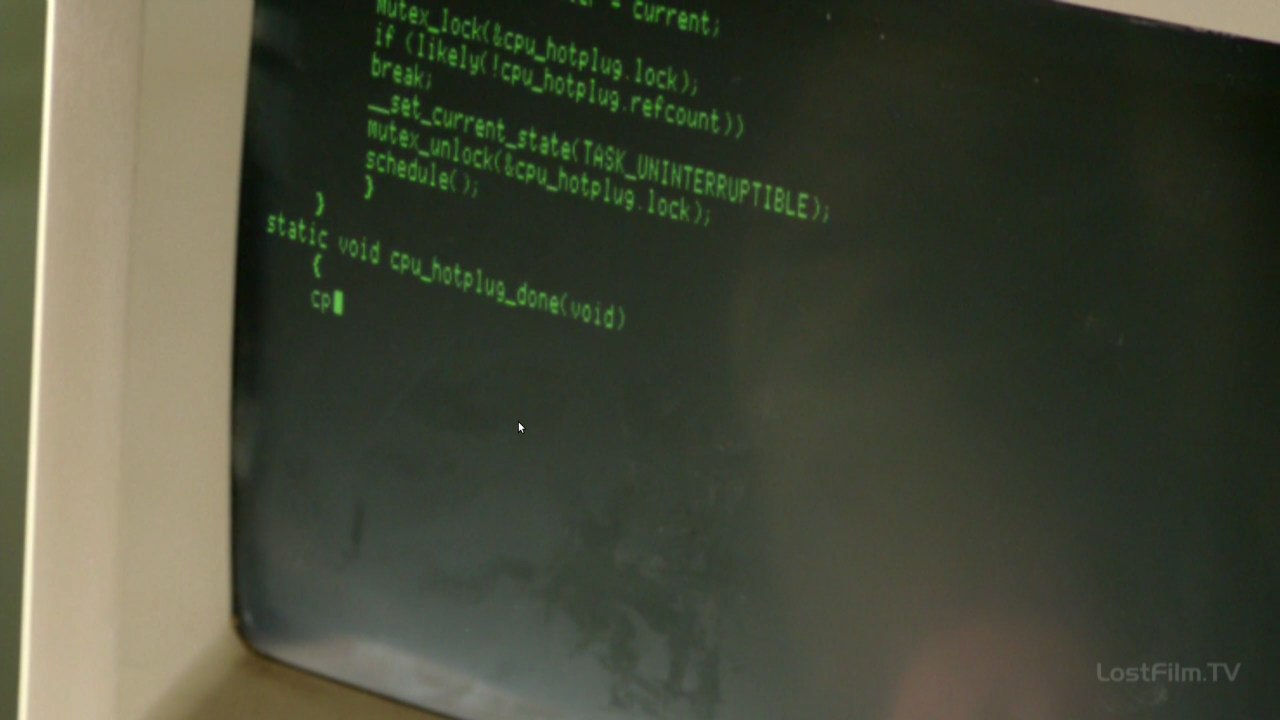 = current;
mutex_lock(&cpu_hotplug.lock);
if (likely(!cpu_hotplug.refcount))
break;
__set_current_state(TASK_UNINTERRUPTIBLE);
mutex_unlock(&cpu_hotplug.lock);
schedule();
}
}
static void cpu_hotplug_done(void)
{
cp
LostFilm.TV